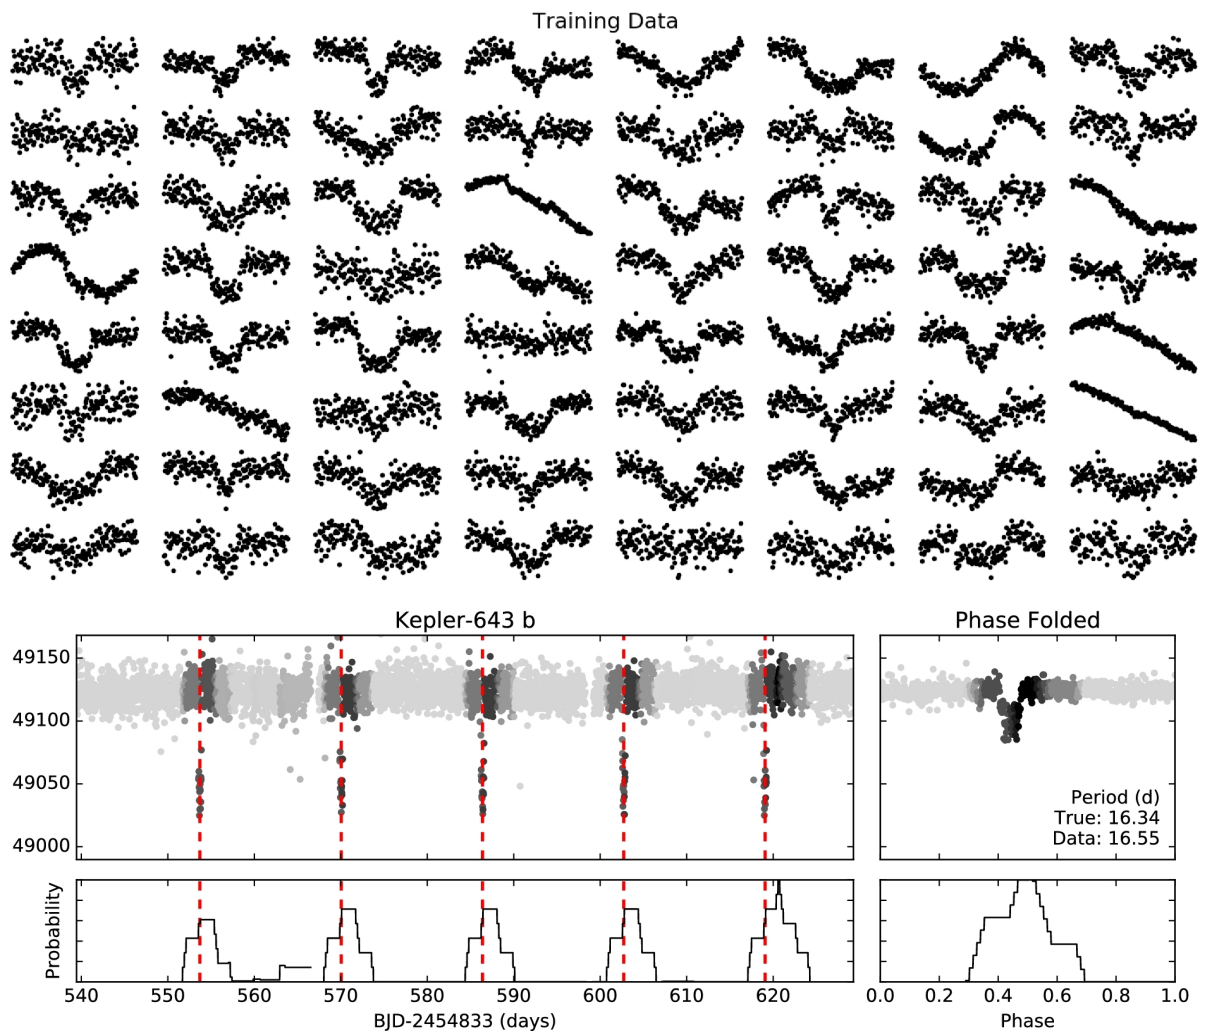 Training Data
Kepler-643 b
Phase Folded
49150
49100
49050
49000
Period (d)
True: 16.34
Data: 16.55
Probability
540 550 560 570 580 590 600 610 620
0.0 0.2 0.4 0.6 0.8 1.0
BJD-2454833 (days)
Phase